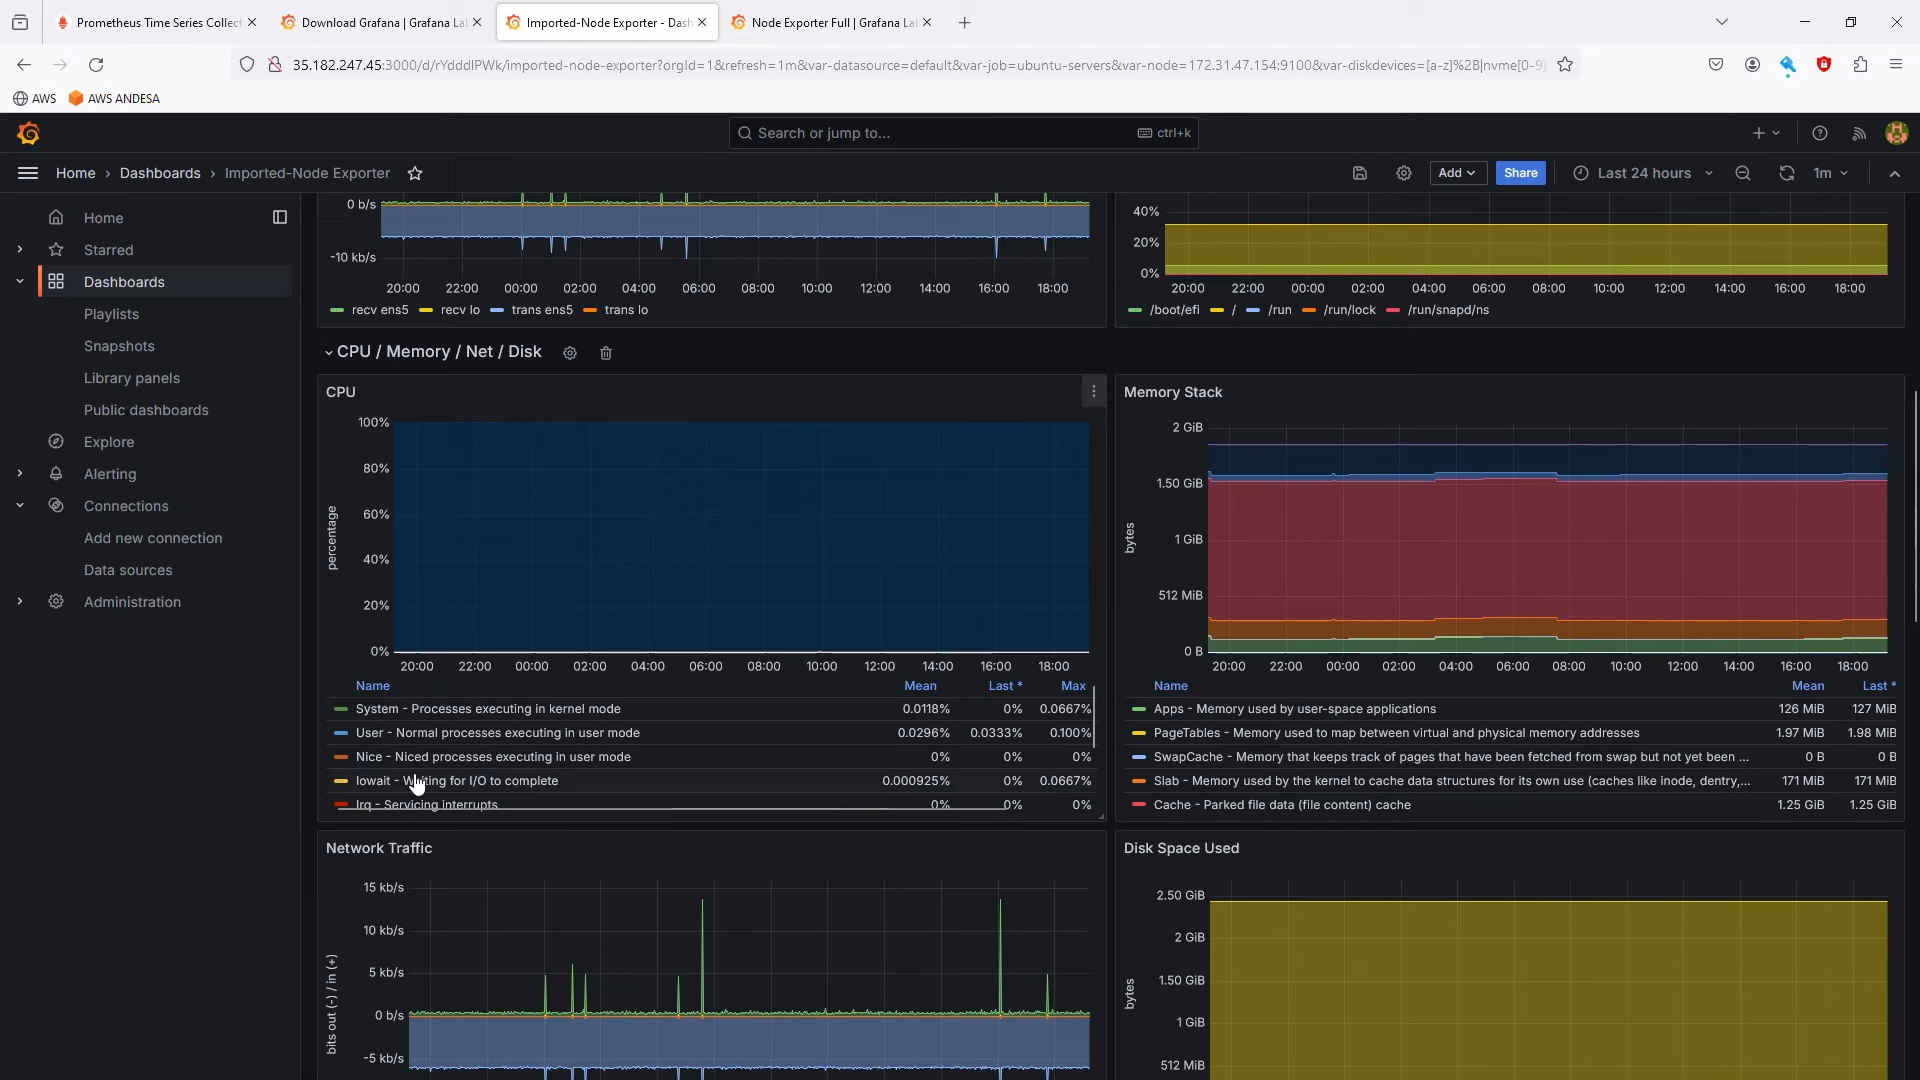 Prometheus Time Series Collect
Download Grafana | Grafana La
Imported-Node Exporter - Dash
Node Exporter Full | Grafana La
35.182.247.45:3000/d/rYdddlPWk/imported-node-exporter?orgId=1&refresh=1m&var-datasource=default&var-job=ubuntu-servers&var-node=172.31.47.154:9100&var-diskdevices=[a-z]%2B|nvme[0-9]
AWS
AWS ANDESA
Search or jump to...
ctrl+k
Home › Dashboards › Imported-Node Exporter
Add
Share
Last 24 hours
1m
Home
Starred
Dashboards
Playlists
Snapshots
Library panels
Public dashboards
Explore
Alerting
Connections
Add new connection
Data sources
Administration
0 b/s
-10 kb/s
20:00 22:00 00:00 02:00 04:00 06:00 08:00 10:00 12:00 14:00 16:00 18:00
recv ens5 recv lo trans ens5 trans lo
40%
20%
0%
20:00 22:00 00:00 02:00 04:00 06:00 08:00 10:00 12:00 14:00 16:00 18:00
/boot/efi / /run /run/lock /run/snapd/ns
CPU / Memory / Net / Disk
CPU
percentage
100%
80%
60%
40%
20%
0%
20:00 22:00 00:00 02:00 04:00 06:00 08:00 10:00 12:00 14:00 16:00 18:00
Name Mean Last * Max
System - Processes executing in kernel mode 0.0118% 0% 0.0667%
User - Normal processes executing in user mode 0.0296% 0.0333% 0.100%
Nice - Niced processes executing in user mode 0% 0% 0%
Iowait - Waiting for I/O to complete 0.000925% 0% 0.0667%
Irq - Servicing interrupts 0% 0% 0%
Memory Stack
bytes
2 GiB
1.50 GiB
1 GiB
512 MiB
0 B
20:00 22:00 00:00 02:00 04:00 06:00 08:00 10:00 12:00 14:00 16:00 18:00
Name Mean Last *
Apps - Memory used by user-space applications 126 MiB 127 MiB
PageTables - Memory used to map between virtual and physical memory addresses 1.97 MiB 1.98 MiB
SwapCache - Memory that keeps track of pages that have been fetched from swap but not yet been ... 0 B 0 B
Slab - Memory used by the kernel to cache data structures for its own use (caches like inode, dentry,... 171 MiB 171 MiB
Cache - Parked file data (file content) cache 1.25 GiB 1.25 GiB
Network Traffic
bits out (-) / in (+)
15 kb/s
10 kb/s
5 kb/s
0 b/s
-5 kb/s
Disk Space Used
bytes
2.50 GiB
2 GiB
1.50 GiB
1 GiB
512 MiB